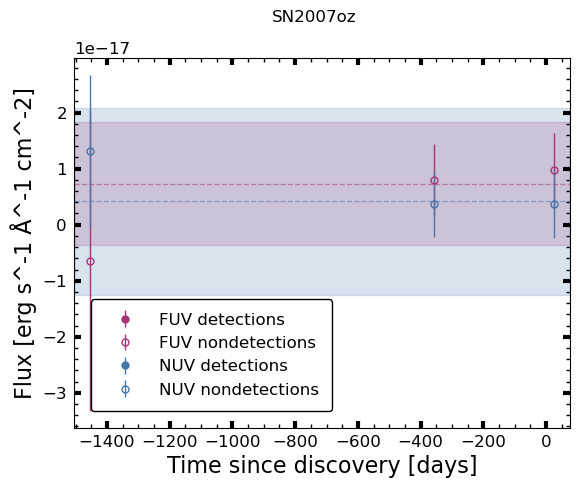 SN2007oz
1e−17
2
1
0
−1
−2
−3
Flux [erg s^-1 Å^-1 cm^-2]
FUV detections
FUV nondetections
NUV detections
NUV nondetections
−1400 −1200 −1000 −800 −600 −400 −200 0
Time since discovery [days]